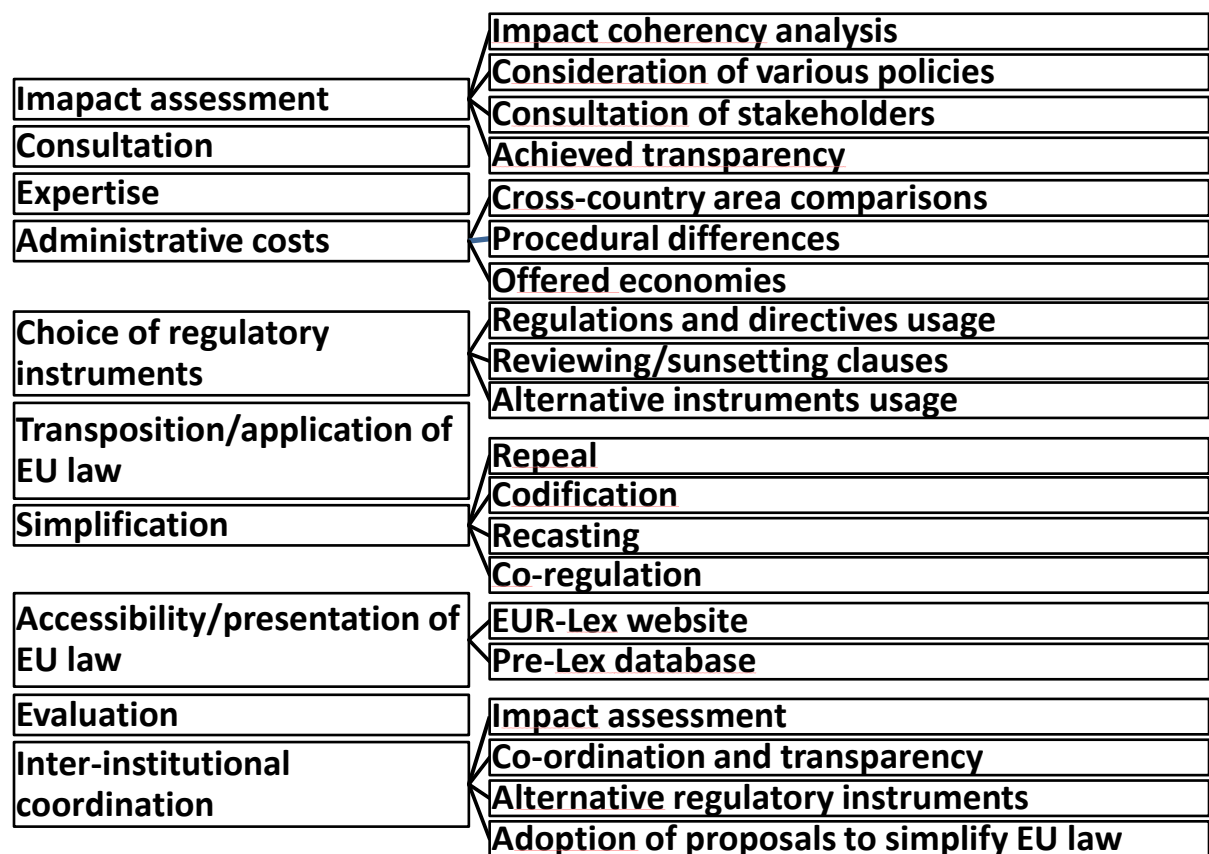 Imapact assessment
Impact coherency analysis
Consideration of various policies
Consultation of stakeholders
Achieved transparency
Consultation
Expertise
Administrative costs
Cross-country area comparisons
Procedural differences
Offered economies
Choice of regulatory
instruments
Regulations and directives usage
Reviewing/sunsetting clauses
Alternative instruments usage
Transposition/application of
EU law
Simplification
Repeal
Codification
Recasting
Co-regulation
Accessibility/presentation of
EU law
EUR-Lex website
Pre-Lex database
Evaluation
Inter-institutional
coordination
Impact assessment
Co-ordination and transparency
Alternative regulatory instruments
Adoption of proposals to simplify EU law